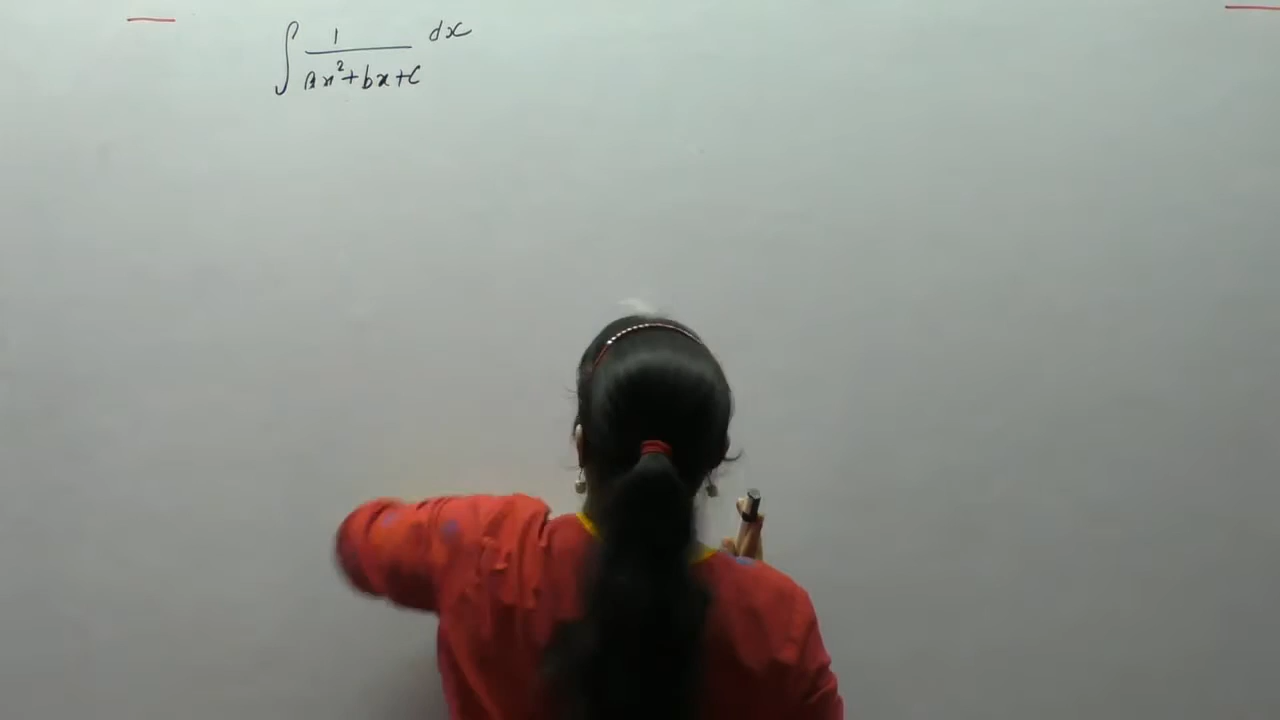 ∫ 1/(ax²+bx+c) dx